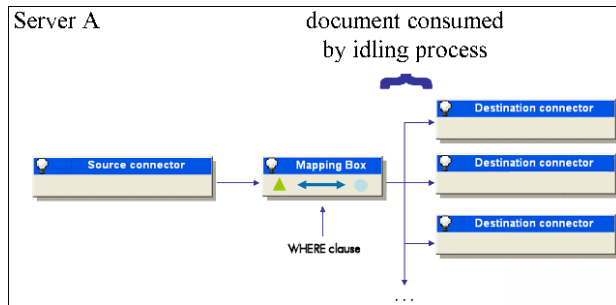 Server A
document consumed
by idling process
Destination connector
Source connector
Mapping Box
Destination connector
Destination connector
WHERE clause
...